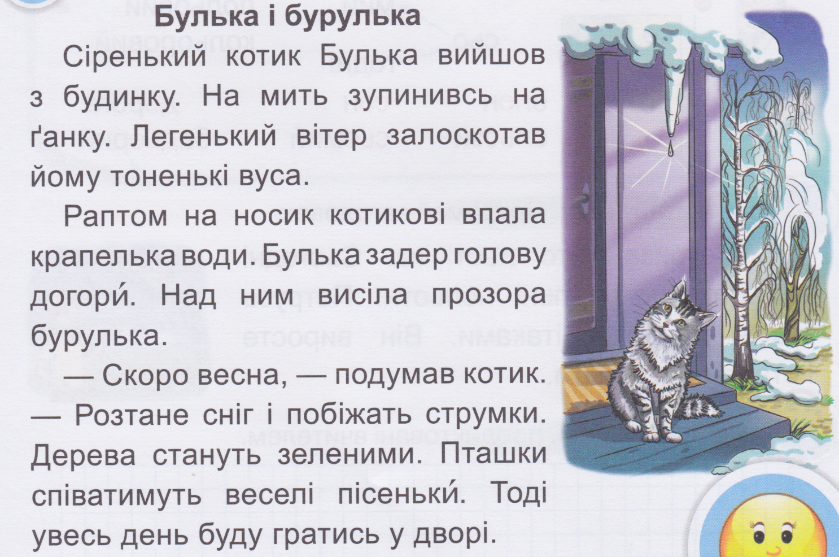 Булька і бурулька
Сіренький котик Булька вийшов
з будинку. На мить зупинивсь на
ґанку. Легенький вітер залоскотав
йому тоненькі вуса.
Раптом на носик котикові впала
крапелька води. Булька задер голову
догори́. Над ним висіла прозора
бурулька.
— Скоро весна, — подумав котик.
— Розтане сніг і побіжать струмки.
Дерева стануть зеленими. Пташки
співатимуть веселі пісеньки́. Тоді
увесь день буду гратись у дворі.